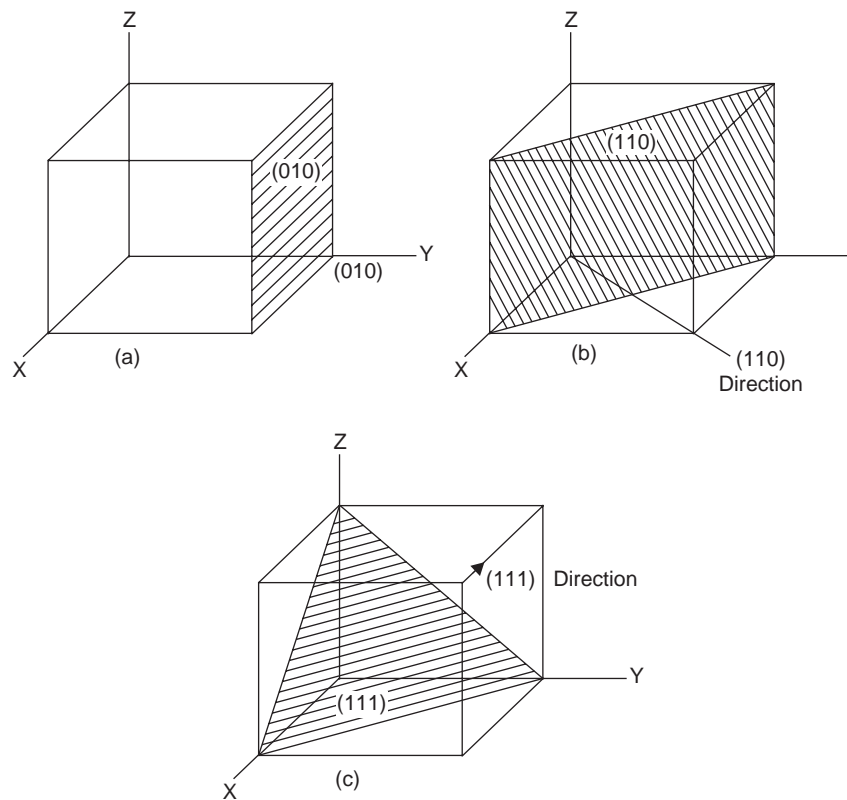 Z
(010)
Y
(010)
X
(a)
Z
(110)
X
(b)
(110)
Direction
Z
(111) Direction
Y
(111)
X
(c)